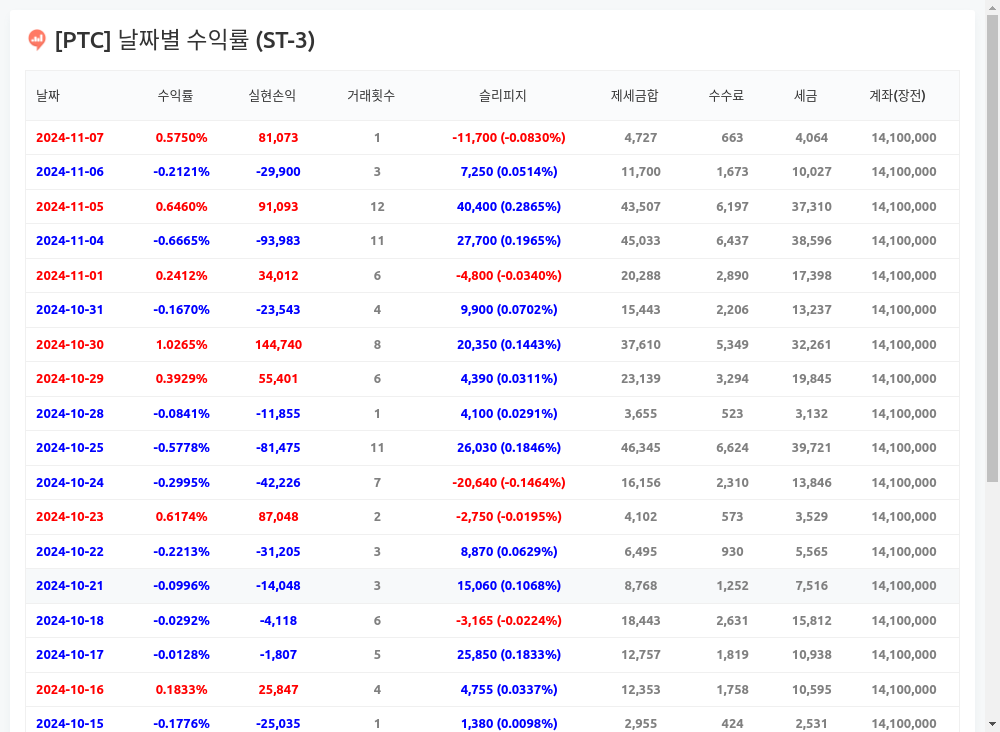 [PTC] 날짜별 수익률 (ST-3)
날짜 수익률 실현손익 거래횟수 슬리피지 제세금합 수수료 세금 계좌(장전)
2024-11-07 0.5750% 81,073 1 -11,700 (-0.0830%) 4,727 663 4,064 14,100,000
2024-11-06 -0.2121% -29,900 3 7,250 (0.0514%) 11,700 1,673 10,027 14,100,000
2024-11-05 0.6460% 91,093 12 40,400 (0.2865%) 43,507 6,197 37,310 14,100,000
2024-11-04 -0.6665% -93,983 11 27,700 (0.1965%) 45,033 6,437 38,596 14,100,000
2024-11-01 0.2412% 34,012 6 -4,800 (-0.0340%) 20,288 2,890 17,398 14,100,000
2024-10-31 -0.1670% -23,543 4 9,900 (0.0702%) 15,443 2,206 13,237 14,100,000
2024-10-30 1.0265% 144,740 8 20,350 (0.1443%) 37,610 5,349 32,261 14,100,000
2024-10-29 0.3929% 55,401 6 4,390 (0.0311%) 23,139 3,294 19,845 14,100,000
2024-10-28 -0.0841% -11,855 1 4,100 (0.0291%) 3,655 523 3,132 14,100,000
2024-10-25 -0.5778% -81,475 11 26,030 (0.1846%) 46,345 6,624 39,721 14,100,000
2024-10-24 -0.2995% -42,226 7 -20,640 (-0.1464%) 16,156 2,310 13,846 14,100,000
2024-10-23 0.6174% 87,048 2 -2,750 (-0.0195%) 4,102 573 3,529 14,100,000
2024-10-22 -0.2213% -31,205 3 8,870 (0.0629%) 6,495 930 5,565 14,100,000
2024-10-21 -0.0996% -14,048 3 15,060 (0.1068%) 8,768 1,252 7,516 14,100,000
2024-10-18 -0.0292% -4,118 6 -3,165 (-0.0224%) 18,443 2,631 15,812 14,100,000
2024-10-17 -0.0128% -1,807 5 25,850 (0.1833%) 12,757 1,819 10,938 14,100,000
2024-10-16 0.1833% 25,847 4 4,755 (0.0337%) 12,353 1,758 10,595 14,100,000
2024-10-15 -0.1776% -25,035 1 1,380 (0.0098%) 2,955 424 2,531 14,100,000